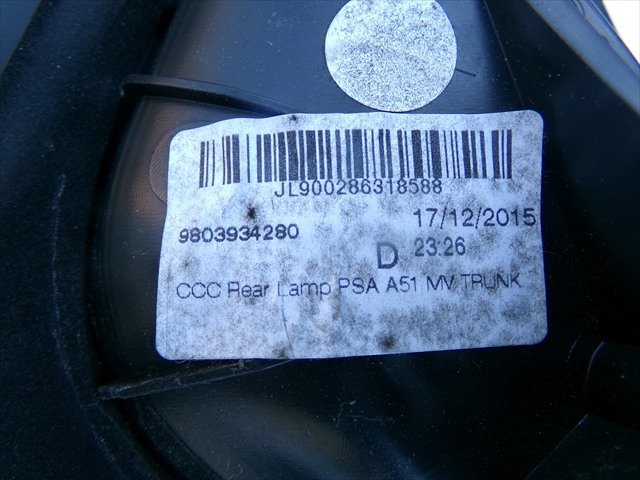 JL900286318588
9803934280
17/12/2015
D 23:26
CCC Rear Lamp PSA A51 MV TRUNK